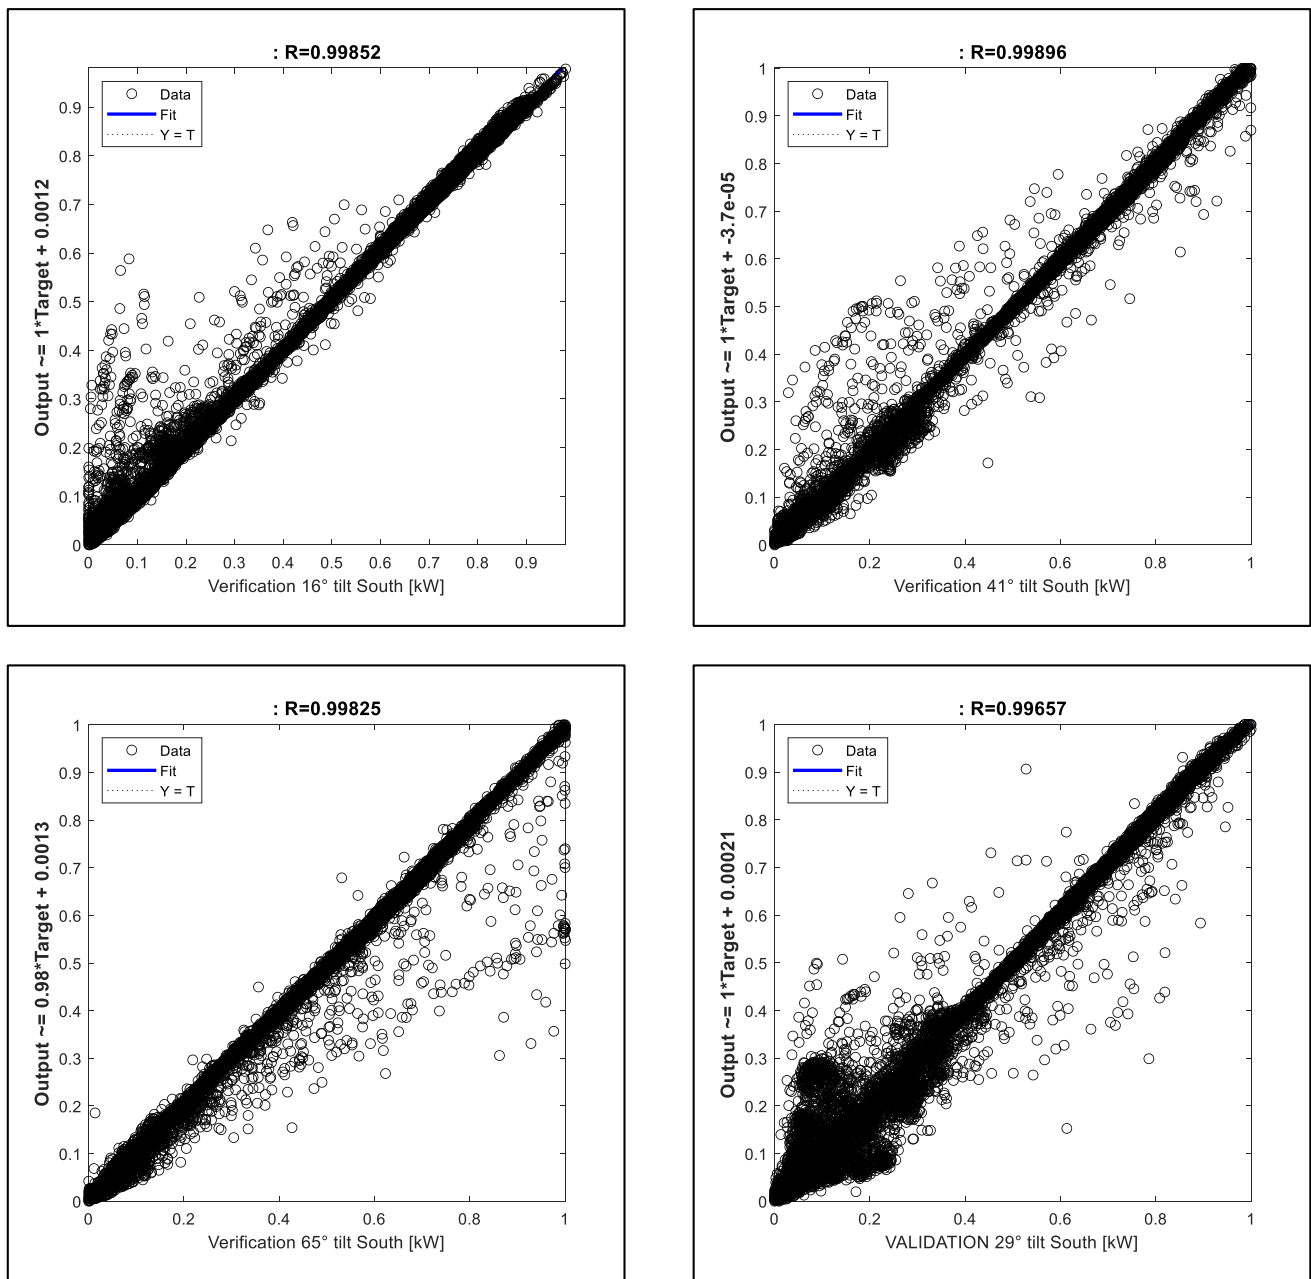 : R=0.99852
Data
Fit
Y = T
Output ~= 1*Target + 0.0012
0.9
0.8
0.7
0.6
0.5
0.4
0.3
0.2
0.1
0
0 0.1 0.2 0.3 0.4 0.5 0.6 0.7 0.8 0.9
Verification 16° tilt South [kW]
: R=0.99896
Data
Fit
Y = T
Output ~= 1*Target + -3.7e-05
1
0.9
0.8
0.7
0.6
0.5
0.4
0.3
0.2
0.1
0
0 0.2 0.4 0.6 0.8 1
Verification 41° tilt South [kW]
: R=0.99825
Data
Fit
Y = T
Output ~= 0.98*Target + 0.0013
1
0.9
0.8
0.7
0.6
0.5
0.4
0.3
0.2
0.1
0
0 0.2 0.4 0.6 0.8 1
Verification 65° tilt South [kW]
: R=0.99657
Data
Fit
Y = T
Output ~= 1*Target + 0.00021
1
0.9
0.8
0.7
0.6
0.5
0.4
0.3
0.2
0.1
0
0 0.2 0.4 0.6 0.8 1
VALIDATION 29° tilt South [kW]